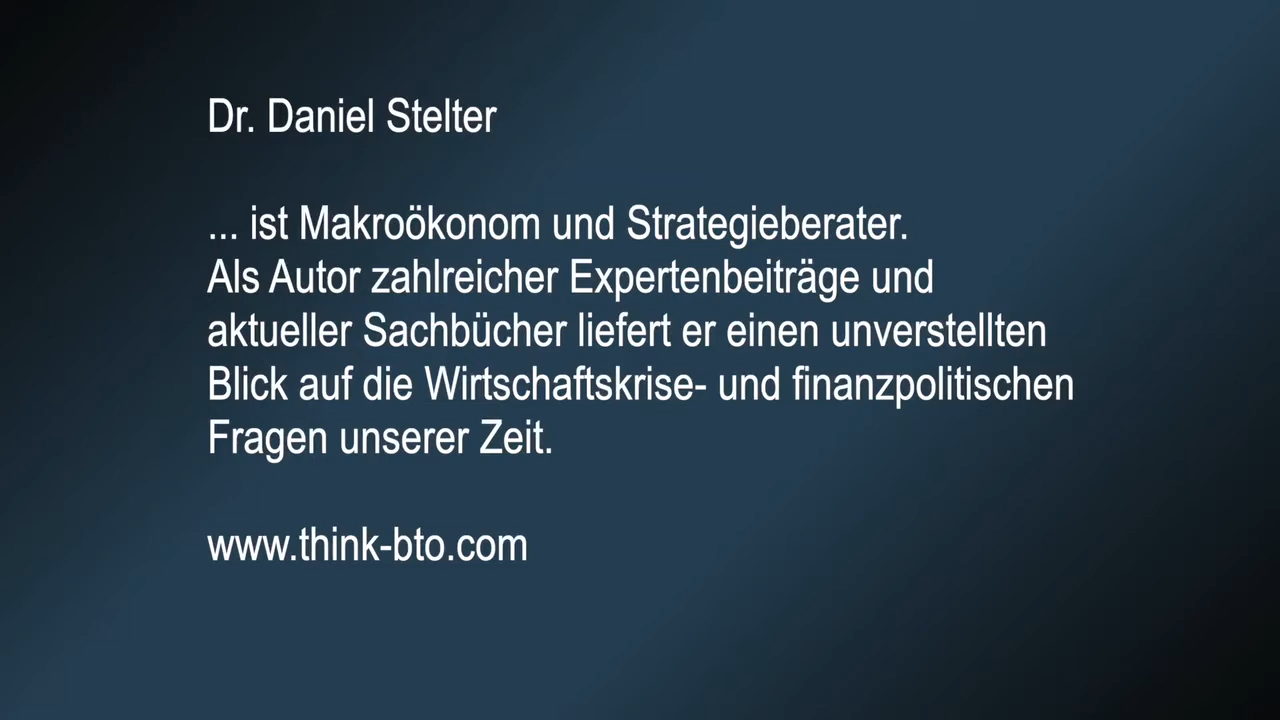 Dr. Daniel Stelter
... ist Makroökonom und Strategieberater.
Als Autor zahlreicher Expertenbeiträge und
aktueller Sachbücher liefert er einen unverstellten
Blick auf die Wirtschaftskrise- und finanzpolitischen
Fragen unserer Zeit.
www.think-bto.com